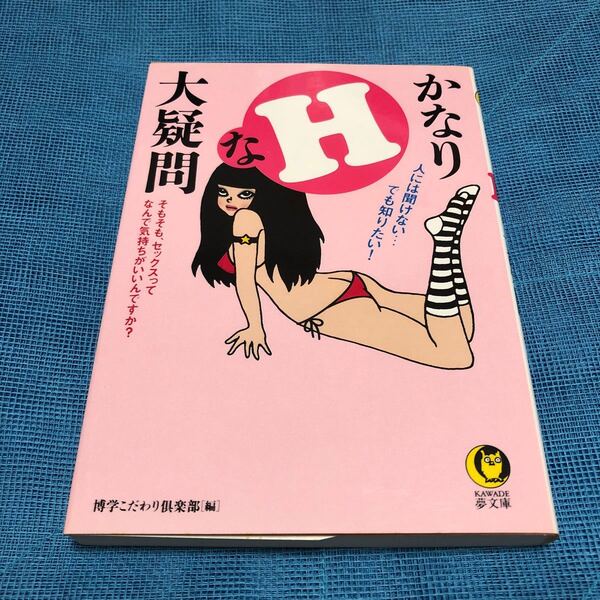 かなり
Hな
大疑問
人には聞けない…
でも知りたい!
そもそも、セックスって
なんで気持ちがいいんですか?
博学こだわり倶楽部[編]
KAWADE
夢文庫